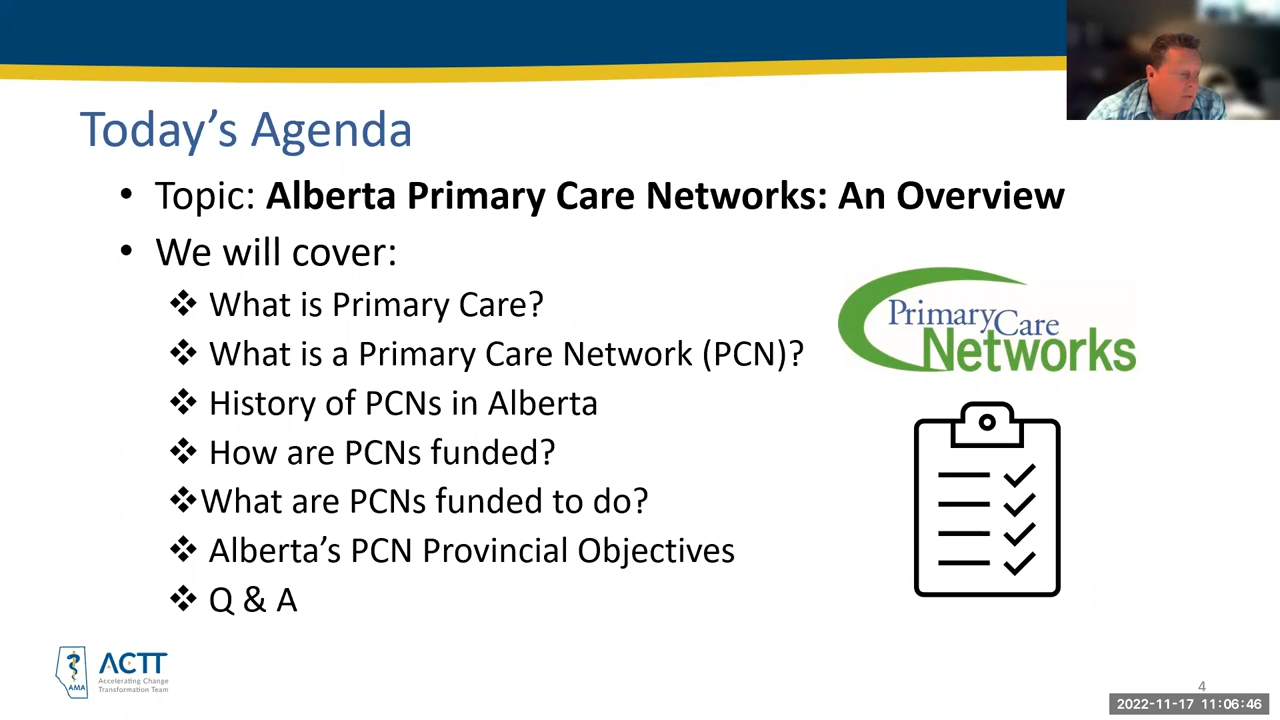 Today's Agenda
• Topic: Alberta Primary Care Networks: An Overview
• We will cover:
❖ What is Primary Care?
❖ What is a Primary Care Network (PCN)?
❖ History of PCNs in Alberta
❖ How are PCNs funded?
❖What are PCNs funded to do?
❖ Alberta's PCN Provincial Objectives
❖ Q & A
PrimaryCare
Networks
AMA
ACTT
Accelerating Change
Transformation Team
4
2022-11-17 11:06:46